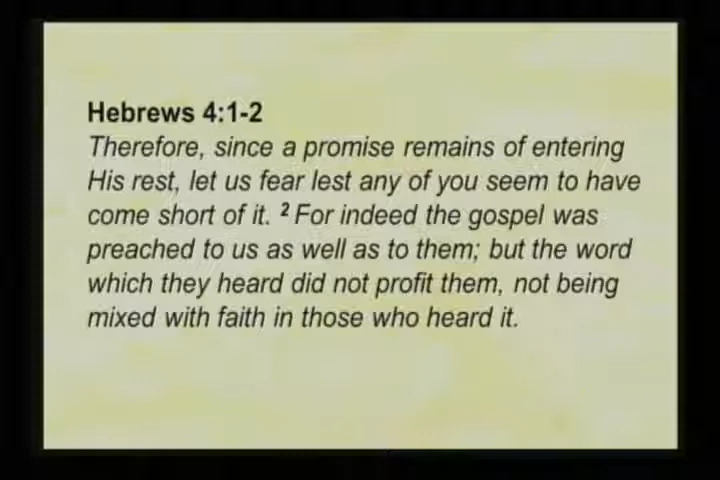 Hebrews 4:1-2
Therefore, since a promise remains of entering
His rest, let us fear lest any of you seem to have
come short of it. ² For indeed the gospel was
preached to us as well as to them; but the word
which they heard did not profit them, not being
mixed with faith in those who heard it.